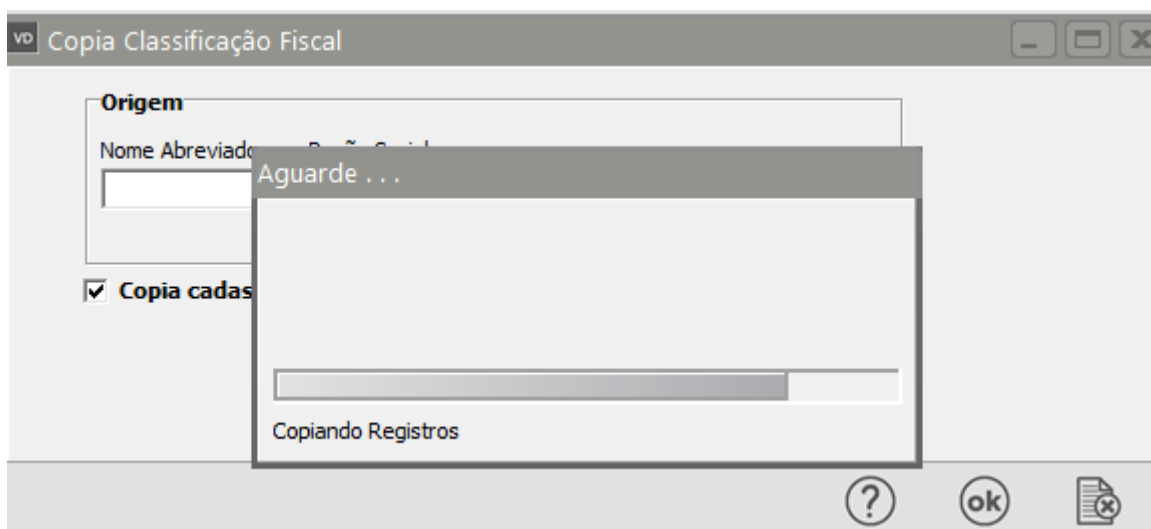 VD Copia Classificação Fiscal
Origem
Nome Abreviado
Aguarde . . .
Copia cadas
Copiando Registros
? ok